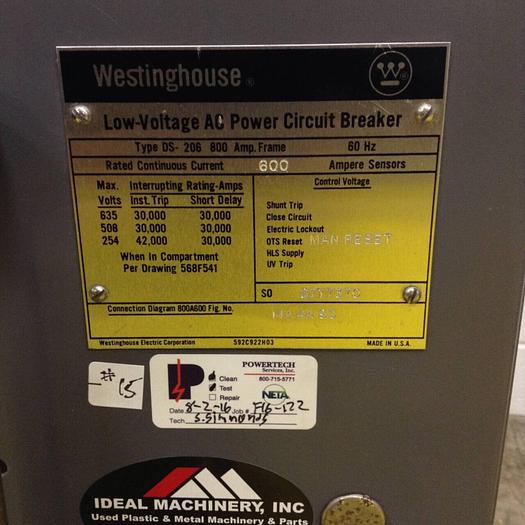 Westinghouse ®
Low-Voltage AC Power Circuit Breaker
Type DS- 206 800 Amp. Frame 60 Hz
Rated Continuous Current 600 Ampere Sensors
Max. Interrupting Rating-Amps
Volts Inst. Trip Short Delay
635 30,000 30,000
508 30,000 30,000
254 42,000 30,000
When In Compartment
Per Drawing 568F541
Control Voltage
Shunt Trip
Close Circuit
Electric Lockout
OTS Reset MAN RESET
HLS Supply
UV Trip
SO
Connection Diagram 800A600 Fig. No.
Westinghouse Electric Corporation 592C922H03 MADE IN U.S.A.
# 15
POWERTECH
Services, Inc.
800-715-5771
Clean
Test
Repair
NETA
Date 8-2-16 Job # F16-122
Tech S.Simmonds
IDEAL MACHINERY, INC
Used Plastic & Metal Machinery & Parts